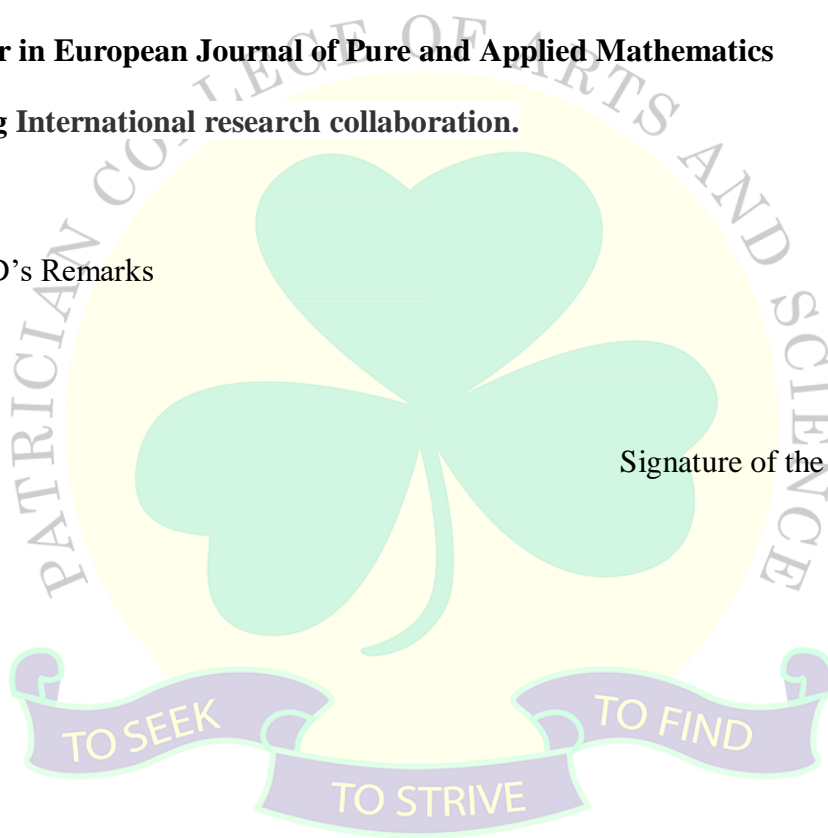 r in European Journal of Pure and Applied Mathematics
g International research collaboration.
D’s Remarks
Signature of the
PATRICIAN COLLEGE OF ARTS AND SCIENCE
TO SEEK
TO STRIVE
TO FIND